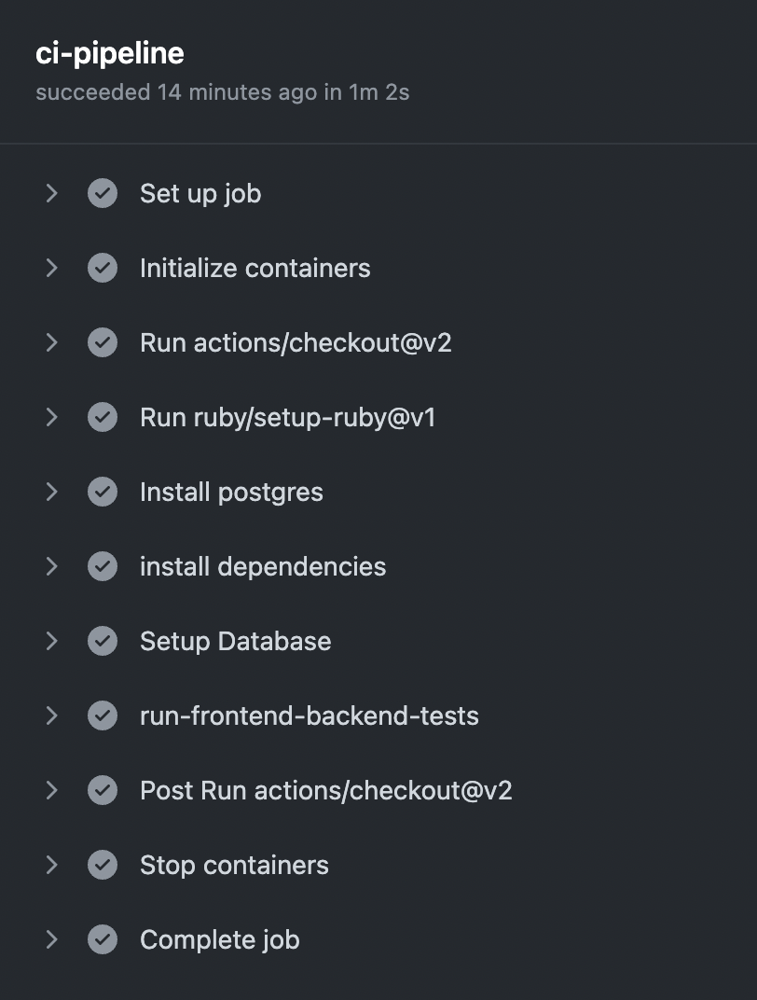 ci-pipeline
succeeded 14 minutes ago in 1m 2s
Set up job
Initialize containers
Run actions/checkout@v2
Run ruby/setup-ruby@v1
Install postgres
install dependencies
Setup Database
run-frontend-backend-tests
Post Run actions/checkout@v2
Stop containers
Complete job